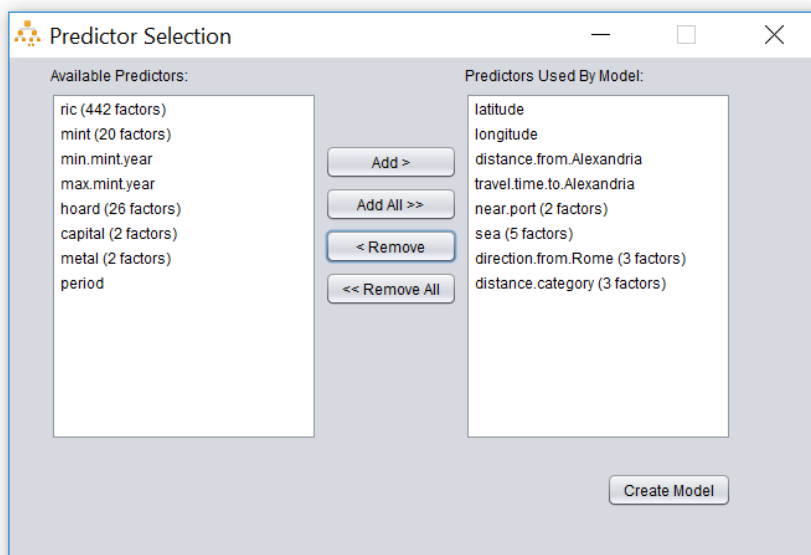 Predictor Selection
Available Predictors:
ric (442 factors)
mint (20 factors)
min.mint.year
max.mint.year
hoard (26 factors)
capital (2 factors)
metal (2 factors)
period
Add >
Add All >>
< Remove
<< Remove All
Predictors Used By Model:
latitude
longitude
distance.from.Alexandria
travel.time.to.Alexandria
near.port (2 factors)
sea (5 factors)
direction.from.Rome (3 factors)
distance.category (3 factors)
Create Model